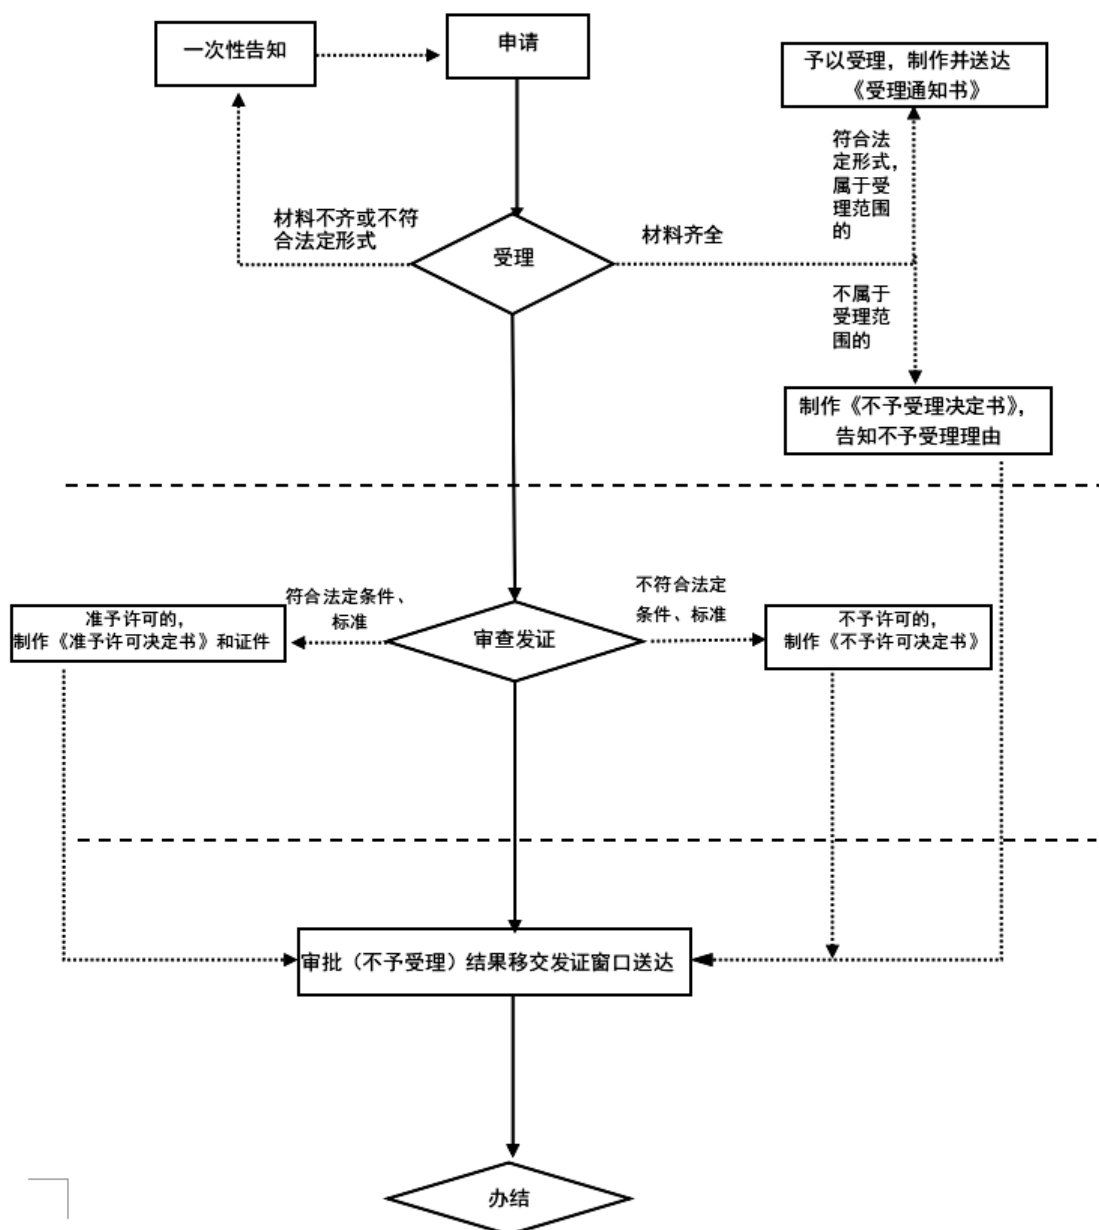 一次性告知
申请
予以受理，制作并送达
《受理通知书》
符合法
定形式，
属于受
理范围
的
材料不齐或不符
合法定形式
受理
材料齐全
不属于
受理范
围的
制作《不予受理决定书》，
告知不予受理理由
符合法定条件、
标准
不符合法定
条件、标准
准予许可的，
制作《准予许可决定书》和证件
审查发证
不予许可的，
制作《不予许可决定书》
审批（不予受理）结果移交发证窗口送达
办结